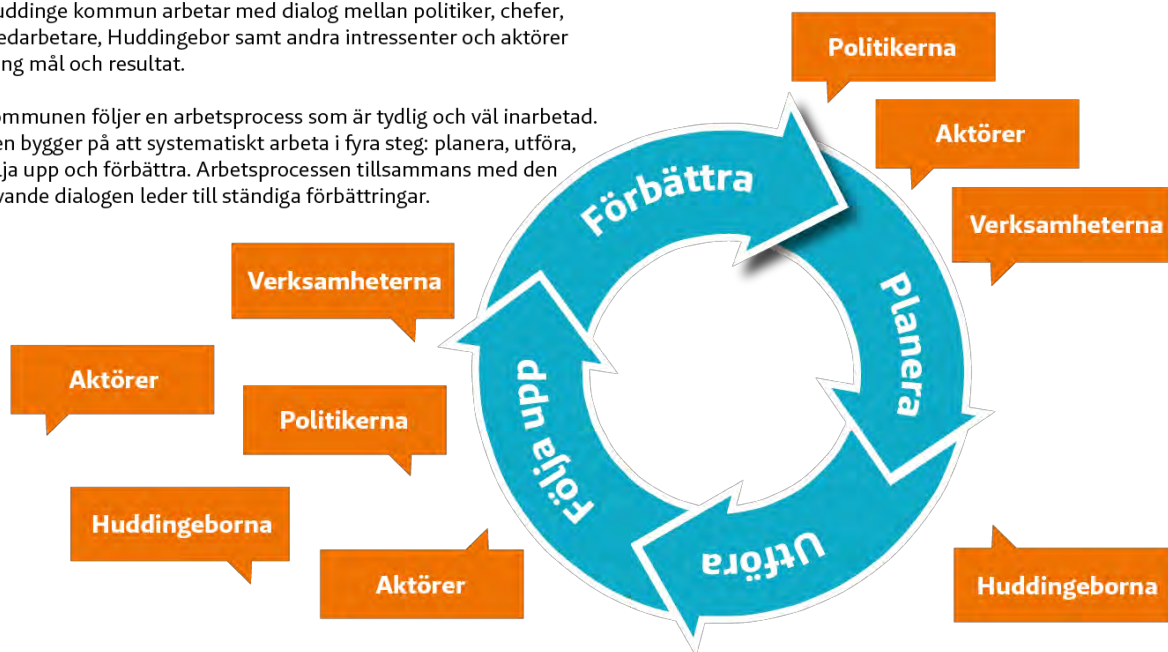 uddinge kommun arbetar med dialog mellan politiker, chefer,
edarbetare, Huddingebor samt andra intressenter och aktörer
ng mål och resultat.
ommunen följer en arbetsprocess som är tydlig och väl inarbetad.
en bygger på att systematiskt arbeta i fyra steg: planera, utföra,
lja upp och förbättra. Arbetsprocessen tillsammans med den
vande dialogen leder till ständiga förbättringar.
Politikerna
Aktörer
Verksamheterna
Förbättra
Planera
Utföra
Följa upp
Verksamheterna
Aktörer
Politikerna
Huddingeborna
Aktörer
Huddingeborna